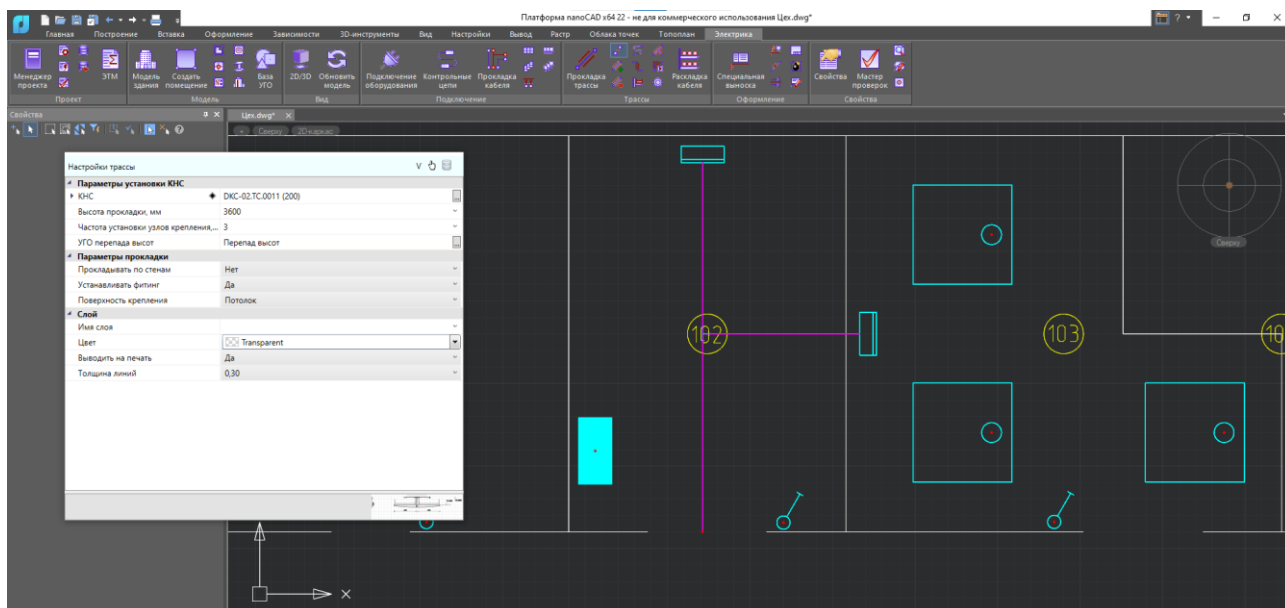 Платформа nanoCAD x64 22 - не для коммерческого использования Цех.dwg*
Главная Построение Вставка Оформление Зависимости 3D-инструменты Вид Настройки Вывод Растр Облака точек Топоплан Электрика
Менеджер проекта ЭТМ Модель здания Создать помещение База УГО 2D/3D Обновить модель Подключение оборудования Контрольные цепи Прокладка кабеля Прокладка трассы Раскладка кабеля Специальная выноска Свойства Мастер проверок
Проект Модель Вид Подключение Трассы Оформление Свойства
Свойства Цех.dwg*
Сверху 2D-каркас
Настройки трассы
Параметры установки КНС
КНС DKC-02.TC.0011 (200)
Высота прокладки, мм 3600
Частота установки узлов крепления,... 3
УГО перепада высот Перепад высот
Параметры прокладки
Прокладывать по стенам Нет
Устанавливать фитинг Да
Поверхность крепления Потолок
Слой
Имя слоя
Цвет Transparent
Выводить на печать Да
Толщина линий 0,30
Сверху
102
103
10
X